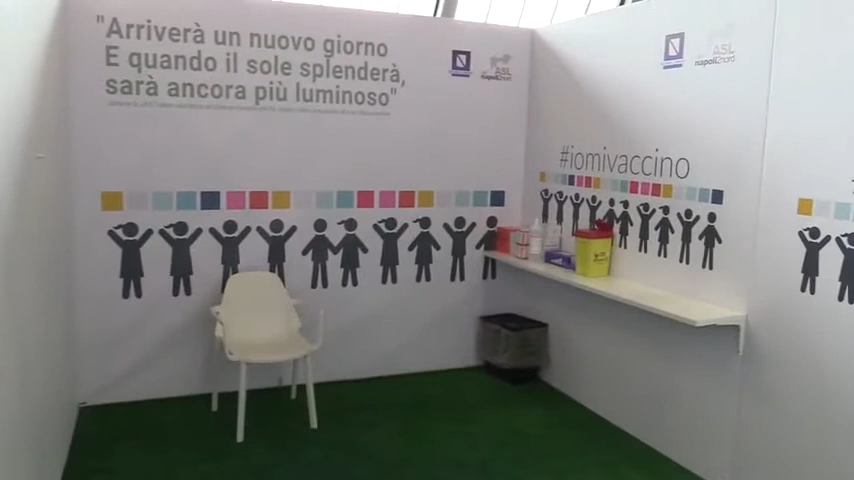 "Arriverà un nuovo giorno
E quando il sole splenderà,
sarà ancora più luminoso"
ASL
napoli2nord
ASL
napoli2nord
#iomivaccino